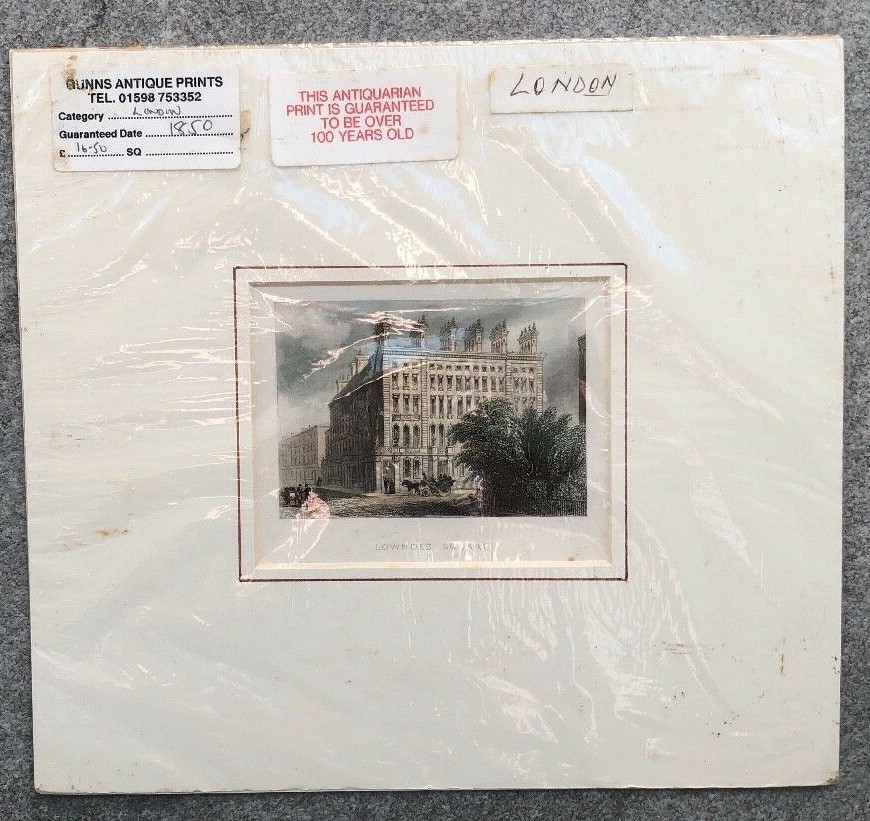 GUNNS ANTIQUE PRINTS
TEL. 01598 753352
Category ........ LONDON ........
Guaranteed Date ........ 1850 ........
£ ..16-50.. SQ ........................
THIS ANTIQUARIAN
PRINT IS GUARANTEED
TO BE OVER
100 YEARS OLD
LONDON
LOWNDES SQUARE